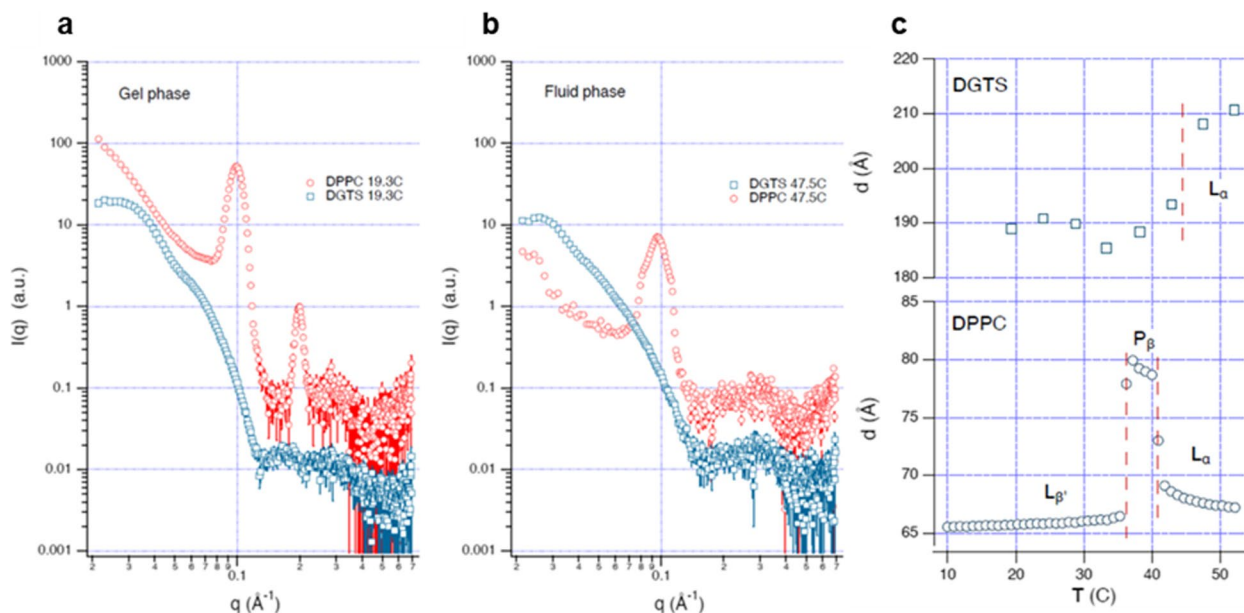 a
1000
100
10
1
0.1
0.01
0.001
I(q) (a.u.)
Gel phase
DPPC 19.3C
DGTS 19.3C
2 3 4 5 6 7 0.1 2 3 4 5 6 7
q (Å-1)
b
1000
100
10
1
0.1
0.01
0.001
I(q) (a.u.)
Fluid phase
DGTS 47.5C
DPPC 47.5C
2 3 4 5 6 7 0.1 2 3 4 5 6 7
q (Å-1)
c
220
210
200
190
180
d (Å)
DGTS
Lα
85
80
75
70
65
d (Å)
DPPC
Pβ
Lα
Lβ'
10 20 30 40 50
T (C)